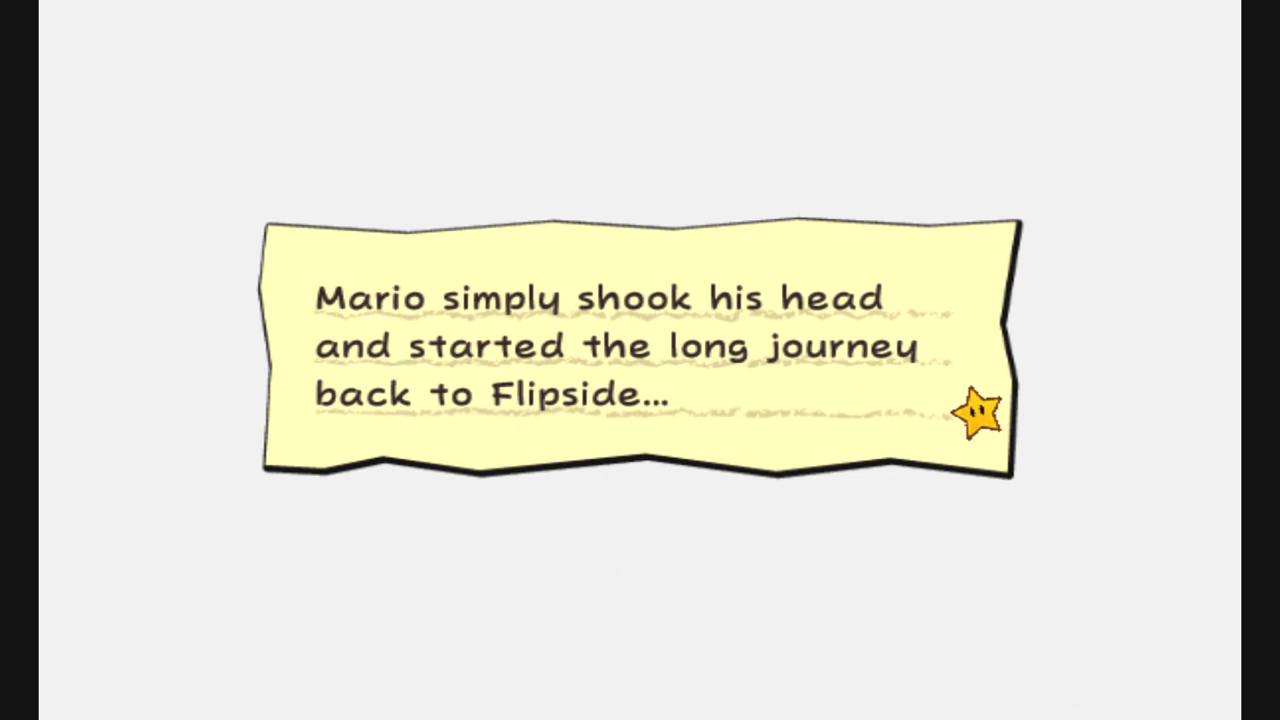 Mario simply shook his head
and started the long journey
back to Flipside...